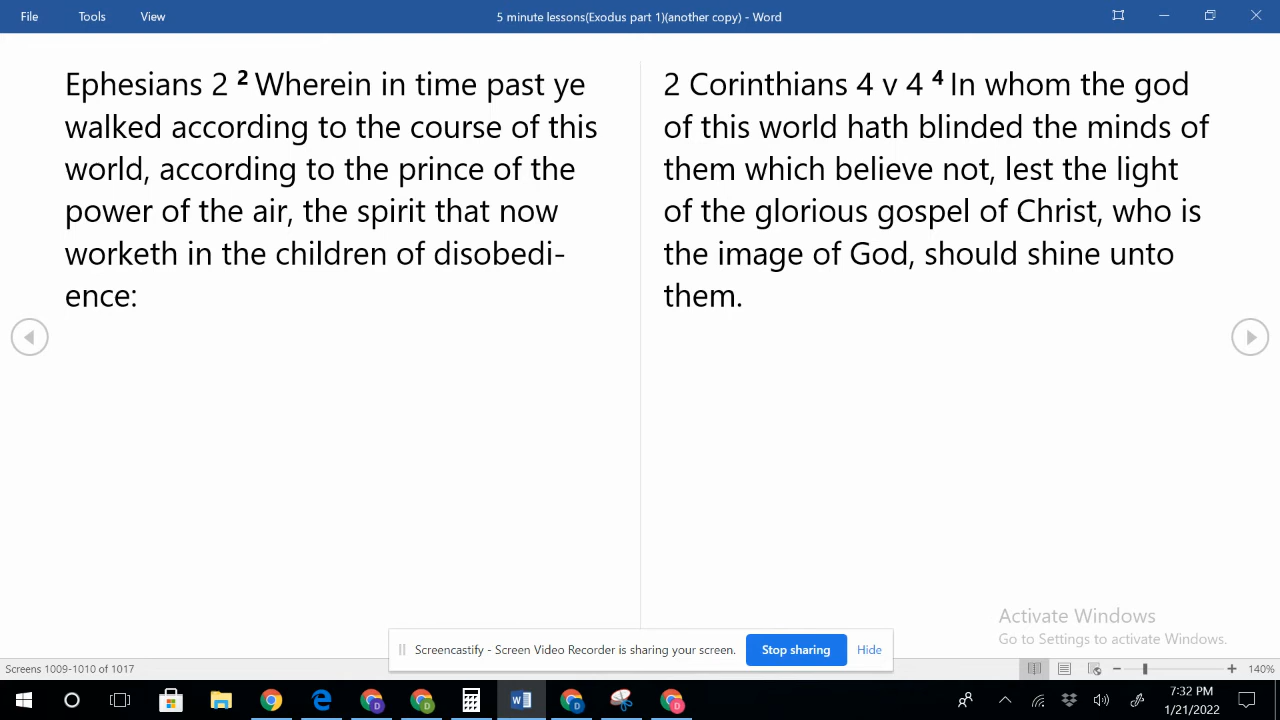 File Tools View 5 minute lessons(Exodus part 1)(another copy) - Word
Ephesians 2 2 Wherein in time past ye
walked according to the course of this
world, according to the prince of the
power of the air, the spirit that now
worketh in the children of disobedi-
ence:
2 Corinthians 4 v 4 4 In whom the god
of this world hath blinded the minds of
them which believe not, lest the light
of the glorious gospel of Christ, who is
the image of God, should shine unto
them.
Activate Windows
Go to Settings to activate Windows.
Screencastify - Screen Video Recorder is sharing your screen. Stop sharing Hide
Screens 1009-1010 of 1017 140%
7:32 PM
1/21/2022